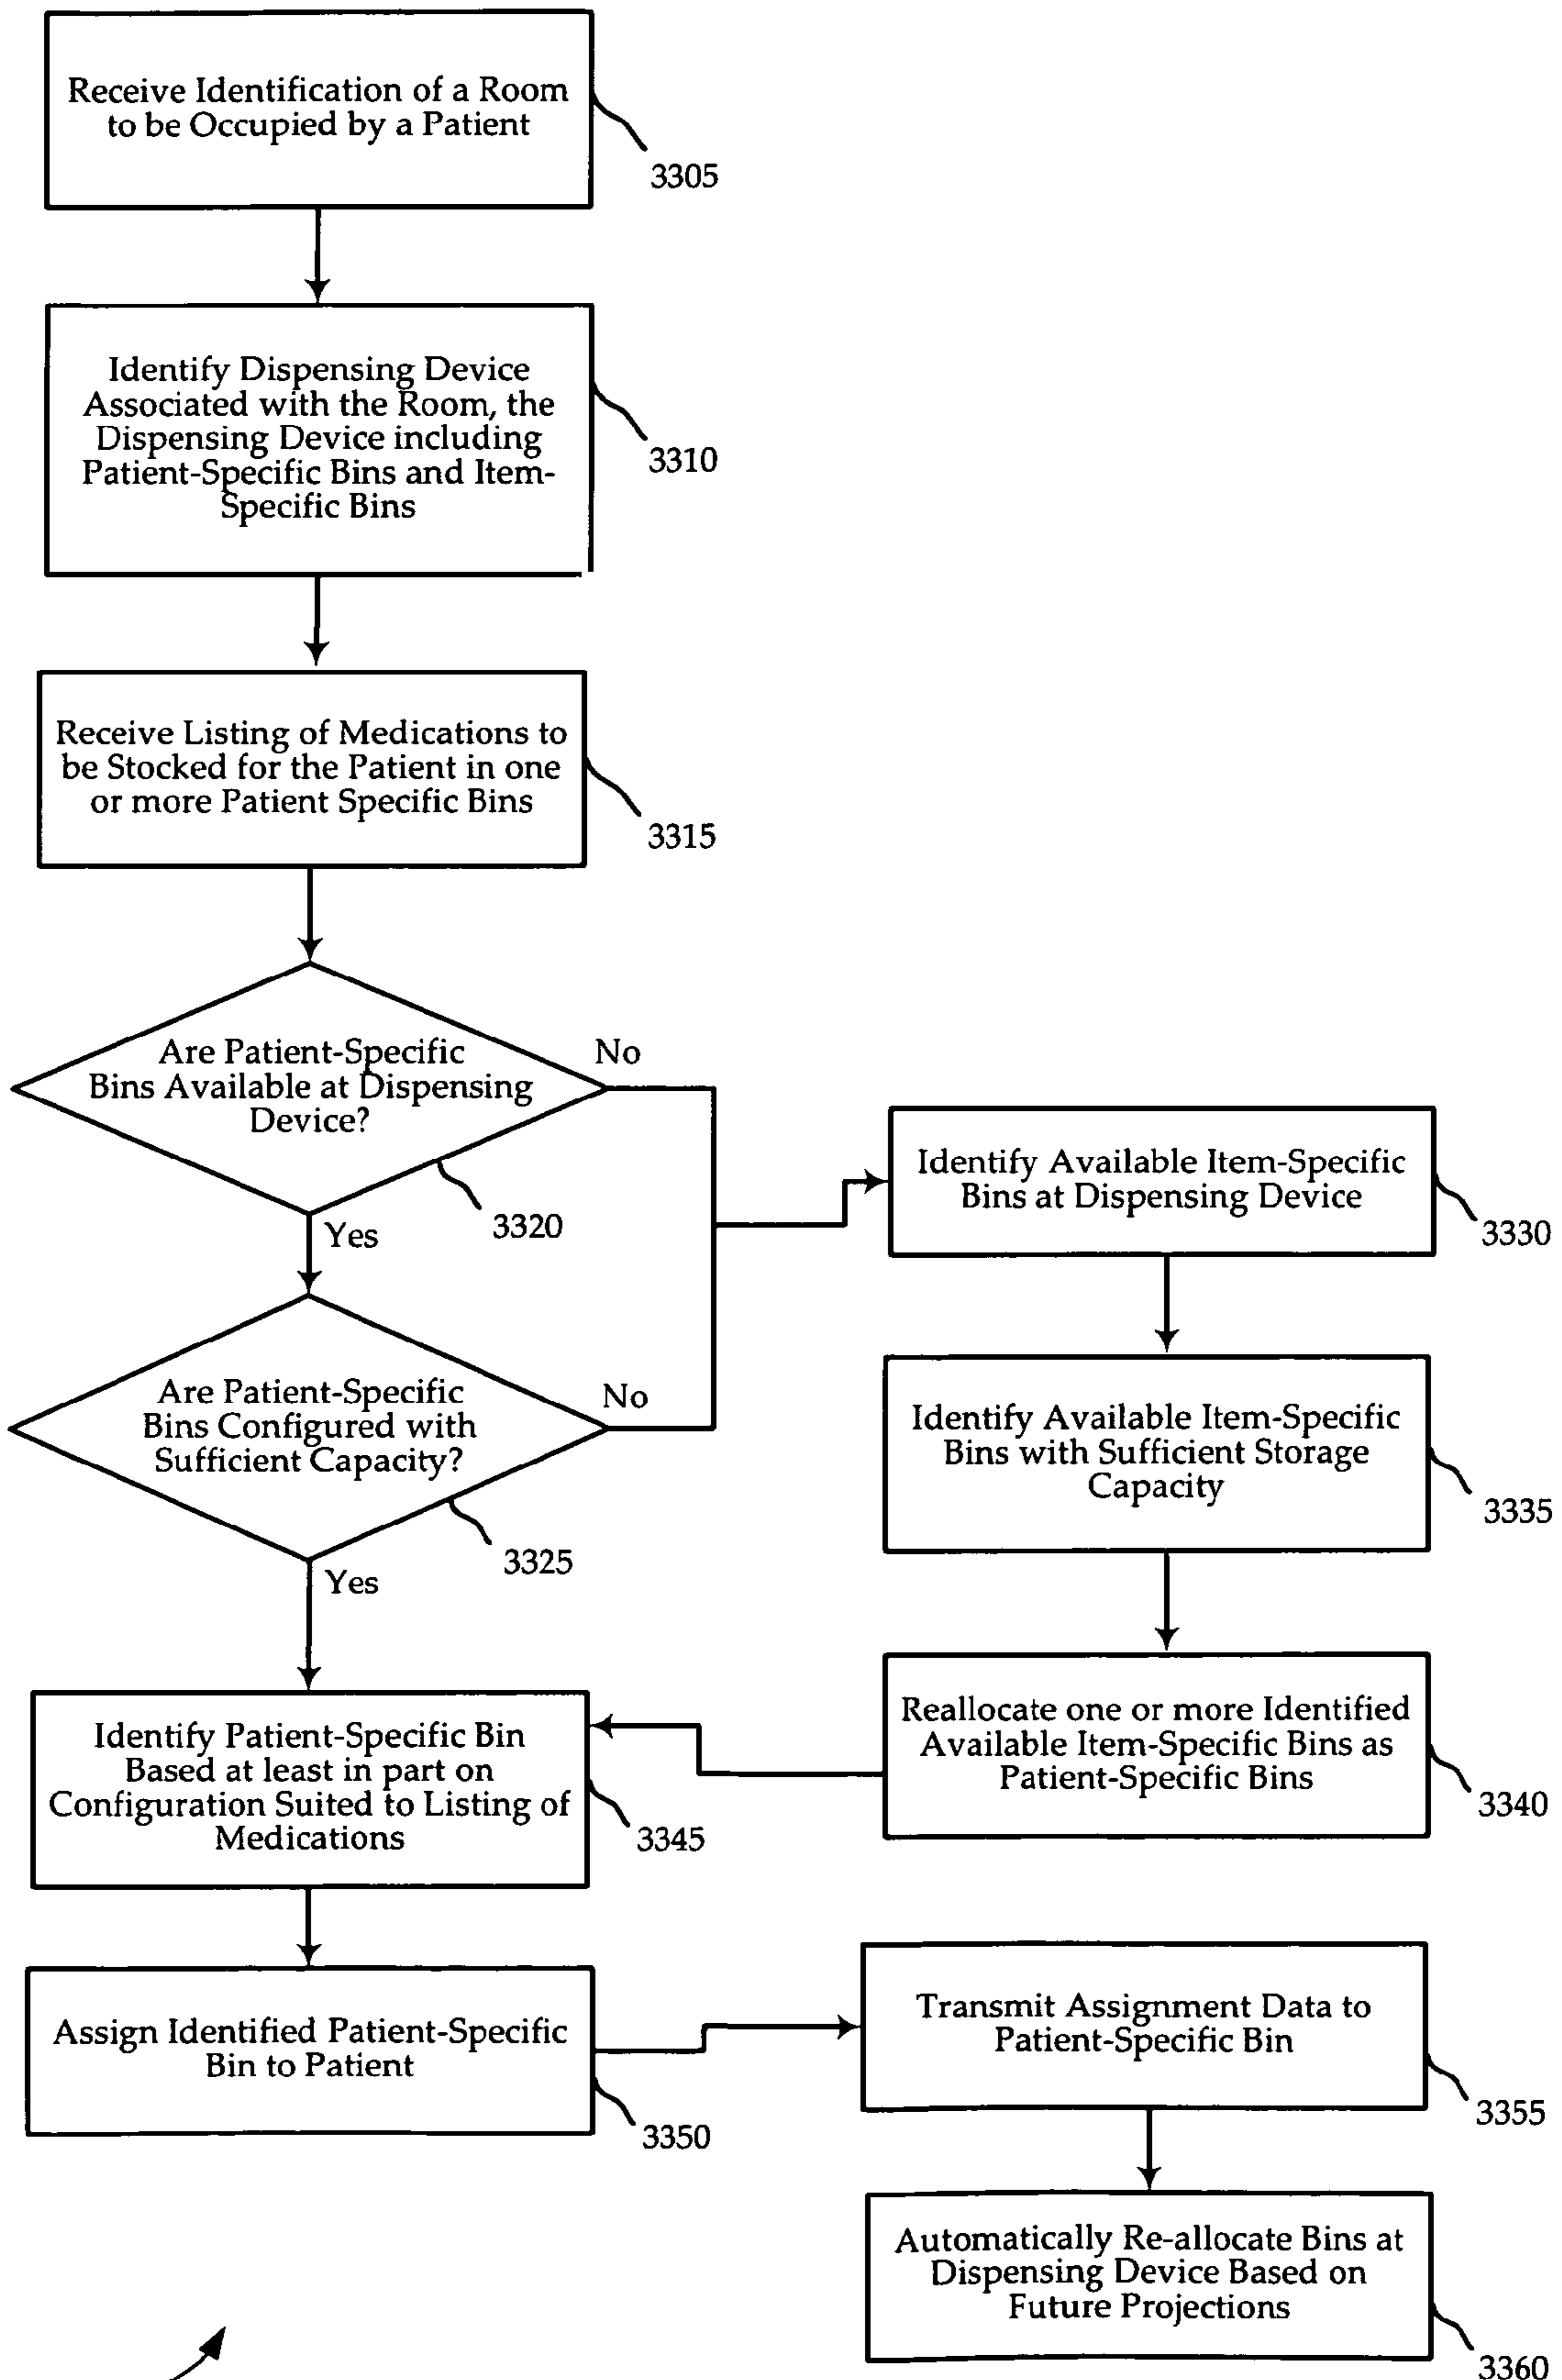 Receive Identification of a Room
to be Occupied by a Patient
3305
Identify Dispensing Device
Associated with the Room, the
Dispensing Device including
Patient-Specific Bins and Item-
Specific Bins
3310
Receive Listing of Medications to
be Stocked for the Patient in one
or more Patient Specific Bins
3315
Are Patient-Specific
Bins Available at Dispensing
Device?
No
3320
Yes
Are Patient-Specific
Bins Configured with
Sufficient Capacity?
No
3325
Yes
Identify Available Item-Specific
Bins at Dispensing Device
3330
Identify Available Item-Specific
Bins with Sufficient Storage
Capacity
3335
Reallocate one or more Identified
Available Item-Specific Bins as
Patient-Specific Bins
3340
Identify Patient-Specific Bin
Based at least in part on
Configuration Suited to Listing of
Medications
3345
Assign Identified Patient-Specific
Bin to Patient
3350
Transmit Assignment Data to
Patient-Specific Bin
3355
Automatically Re-allocate Bins at
Dispensing Device Based on
Future Projections
3360